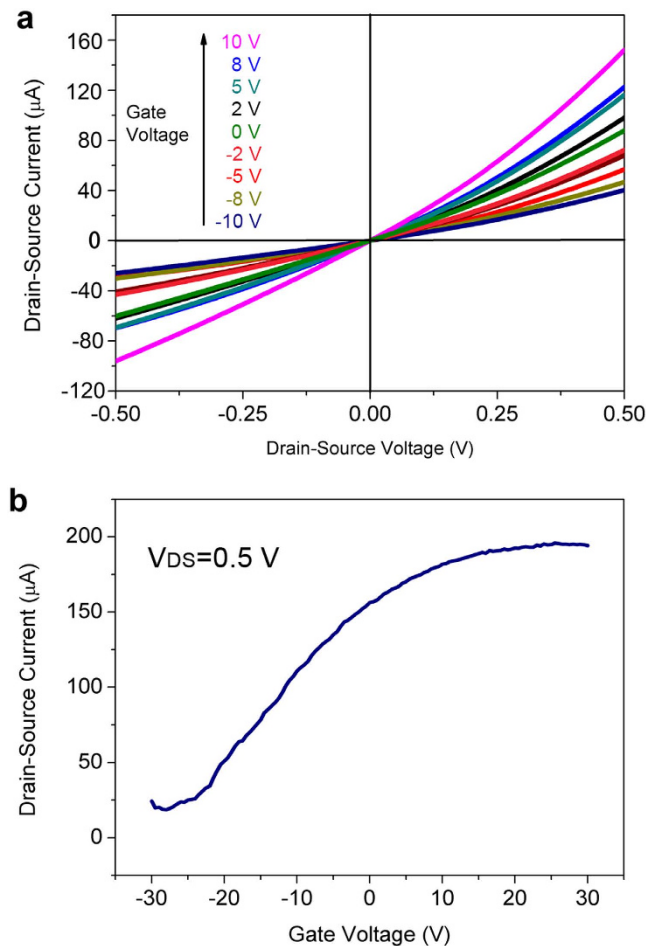 a
160
120
80
40
0
-40
-80
-120
Drain-Source Current (μA)
Gate
Voltage
10 V
8 V
5 V
2 V
0 V
-2 V
-5 V
-8 V
-10 V
-0.50
-0.25
0.00
0.25
0.50
Drain-Source Voltage (V)
b
VDS=0.5 V
200
150
100
50
0
Drain-Source Current (μA)
-30
-20
-10
0
10
20
30
Gate Voltage (V)